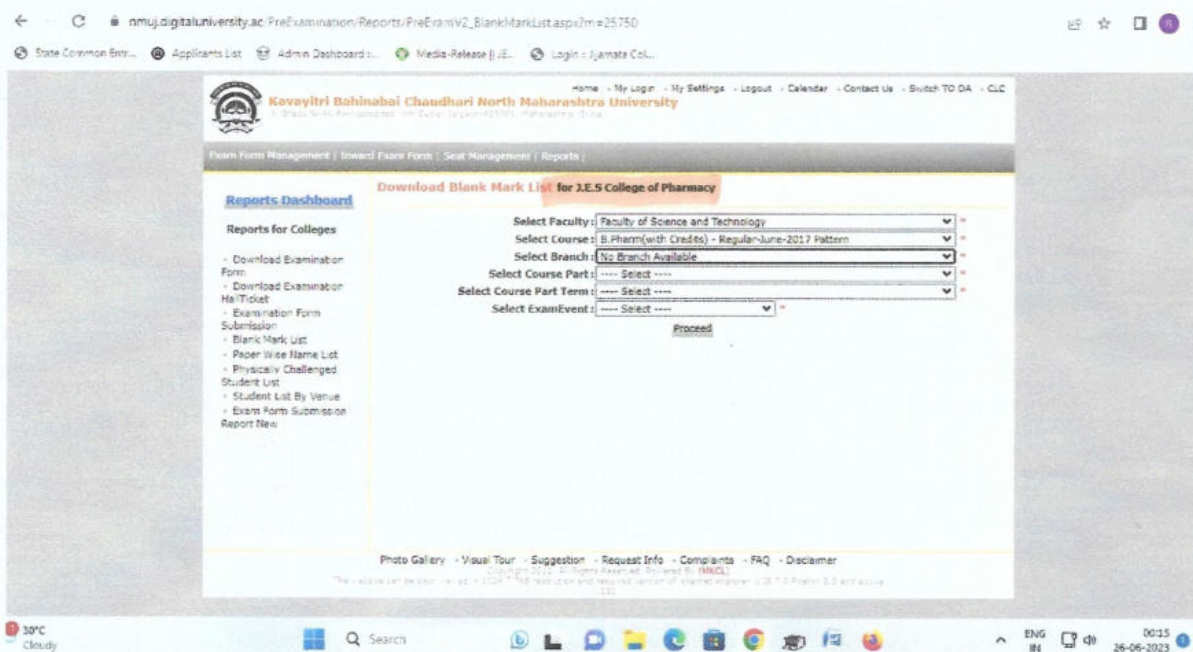 nmuj.digitaluniversity.ac/PreExamination/Reports/PreExamV2_BlankMarkList.aspx?m=25750
State Common Entr... Applicants List Admin Dashboard :... Media-Release || J.E... Login :: Ijamata Col...
Home - My Login - My Settings - Logout - Calendar - Contact Us - Switch TO OA - CLC
Kavayitri Bahinabai Chaudhari North Maharashtra University
Exam Form Management | Inward Exam Form | Seat Management | Reports |
Reports Dashboard
Reports for Colleges
- Download Examination
Form
- Download Examination
HallTicket
- Examination Form
Submission
- Blank Mark List
- Paper Wise Name List
- Physically Challenged
Student List
- Student List By Venue
- Exam Form Submission
Report New
Download Blank Mark List for J.E.S College of Pharmacy
Select Faculty : Faculty of Science and Technology *
Select Course : B.Pharm(with Credits) - Regular-June-2017 Pattern *
Select Branch : No Branch Available *
Select Course Part : ---- Select ---- *
Select Course Part Term : ---- Select ---- *
Select ExamEvent : ---- Select ---- *
Proceed
Photo Gallery - Visual Tour - Suggestion - Request Info - Complaints - FAQ - Disclaimer
30°C
Cloudy
Search
ENG
IN
00:15
26-06-2023